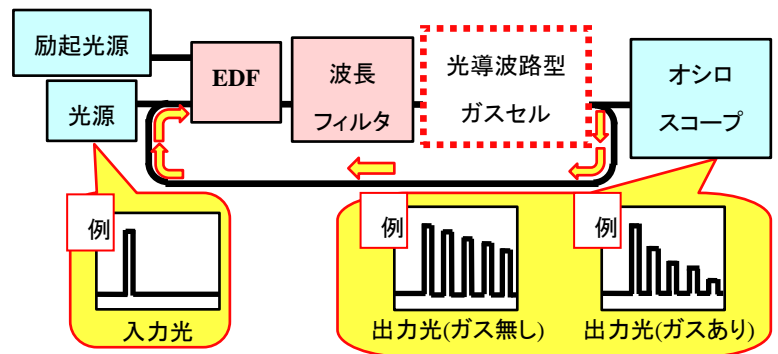 励起光源
光源
EDF
波長
フィルタ
光導波路型
ガスセル
オシロ
スコープ
例
入力光
例
出力光(ガス無し)
例
出力光(ガスあり)